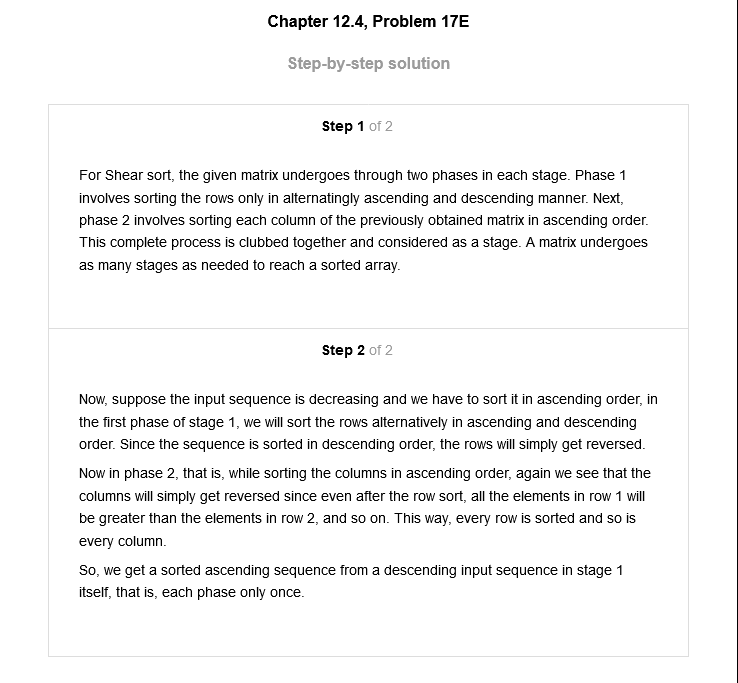 Chapter 12.4, Problem 17E
Step-by-step solution
Step 1 of 2
For Shear sort, the given matrix undergoes through two phases in each stage. Phase 1
involves sorting the rows only in alternatingly ascending and descending manner. Next,
phase 2 involves sorting each column of the previously obtained matrix in ascending order.
This complete process is clubbed together and considered as a stage. A matrix undergoes
as many stages as needed to reach a sorted array.
Step 2 of 2
Now, suppose the input sequence is decreasing and we have to sort it in ascending order, in
the first phase of stage 1, we will sort the rows alternatively in ascending and descending
order. Since the sequence is sorted in descending order, the rows will simply get reversed.
Now in phase 2, that is, while sorting the columns in ascending order, again we see that the
columns will simply get reversed since even after the row sort, all the elements in row 1 will
be greater than the elements in row 2, and so on. This way, every row is sorted and so is
every column.
So, we get a sorted ascending sequence from a descending input sequence in stage 1
itself, that is, each phase only once.